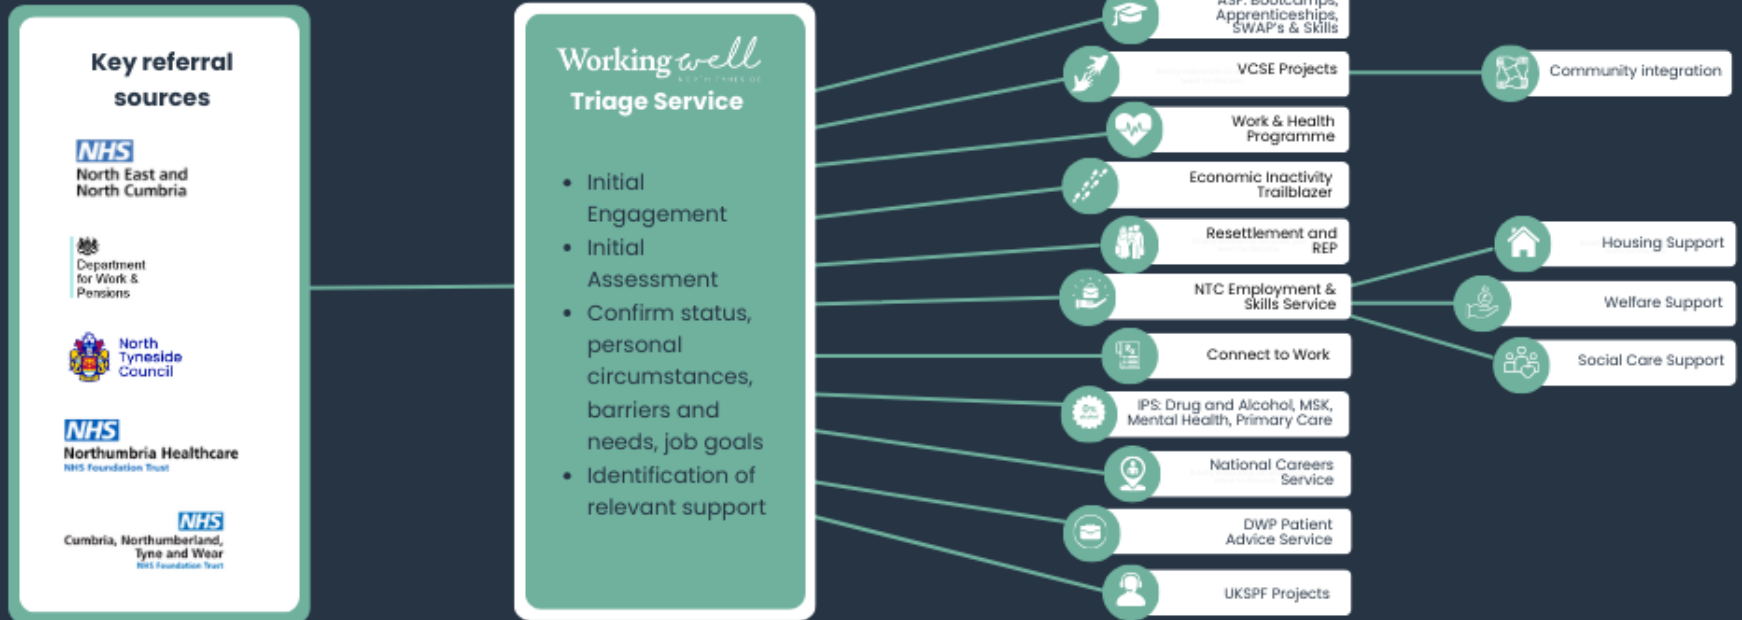 Key referral
sources
NHS
North East and
North Cumbria
Department
for Work &
Pensions
North
Tyneside
Council
NHS
Northumbria Healthcare
NHS Foundation Trust
NHS
Cumbria, Northumberland,
Tyne and Wear
NHS Foundation Trust
Working well
NORTH TYNESIDE
Triage Service
• Initial
Engagement
• Initial
Assessment
• Confirm status,
personal
circumstances,
barriers and
needs, job goals
• Identification of
relevant support
ASF: Bootcamps,
Apprenticeships,
SWAP's & Skills
VCSE Projects
Work & Health
Programme
Economic Inactivity
Trailblazer
Resettlement and
REP
NTC Employment &
Skills Service
Connect to Work
IPS: Drug and Alcohol, MSK,
Mental Health, Primary Care
National Careers
Service
DWP Patient
Advice Service
UKSPF Projects
Community integration
Housing Support
Welfare Support
Social Care Support